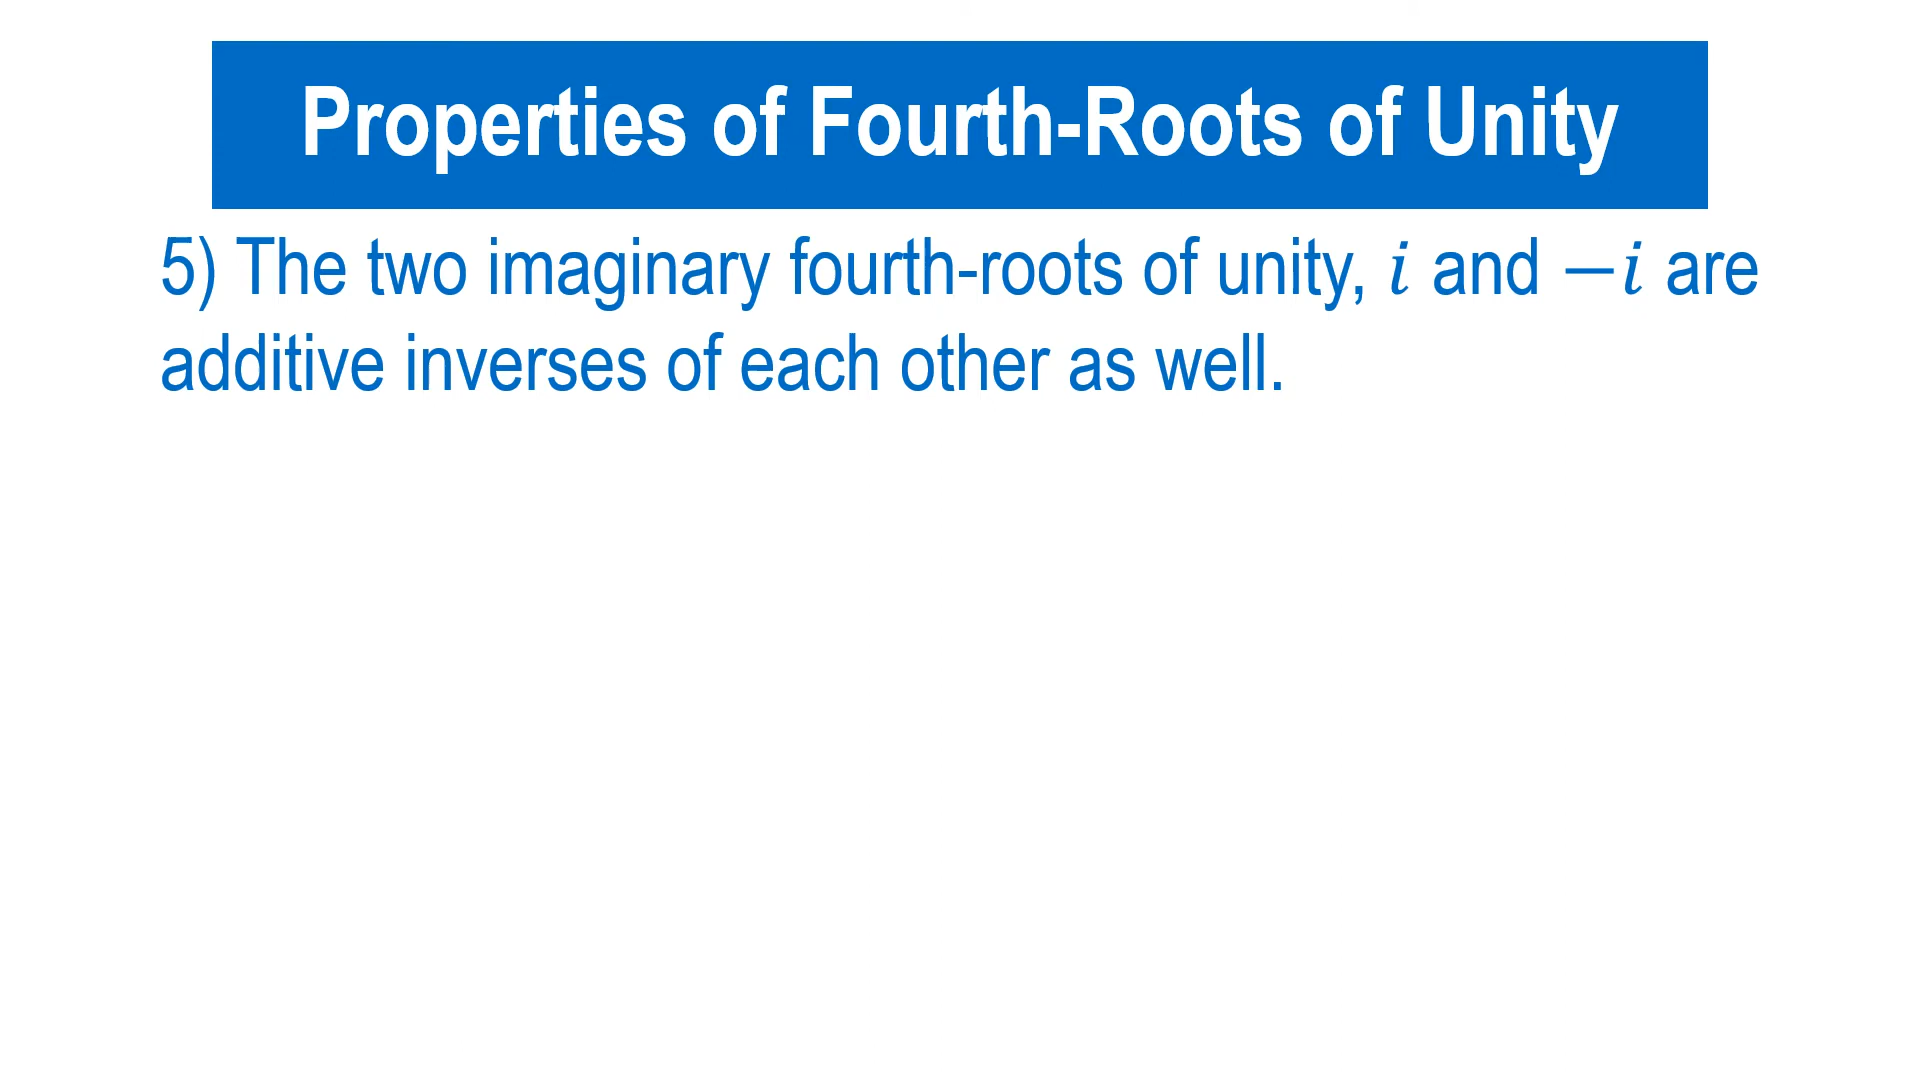 Properties of Fourth-Roots of Unity
5) The two imaginary fourth-roots of unity, 𝑖 and −𝑖 are
additive inverses of each other as well.